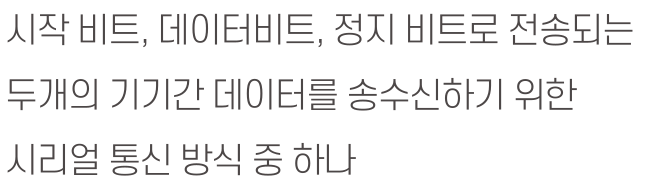 시작 비트, 데이터비트, 정지 비트로 전송되는
두개의 기기간 데이터를 송수신하기 위한
시리얼 통신 방식 중 하나